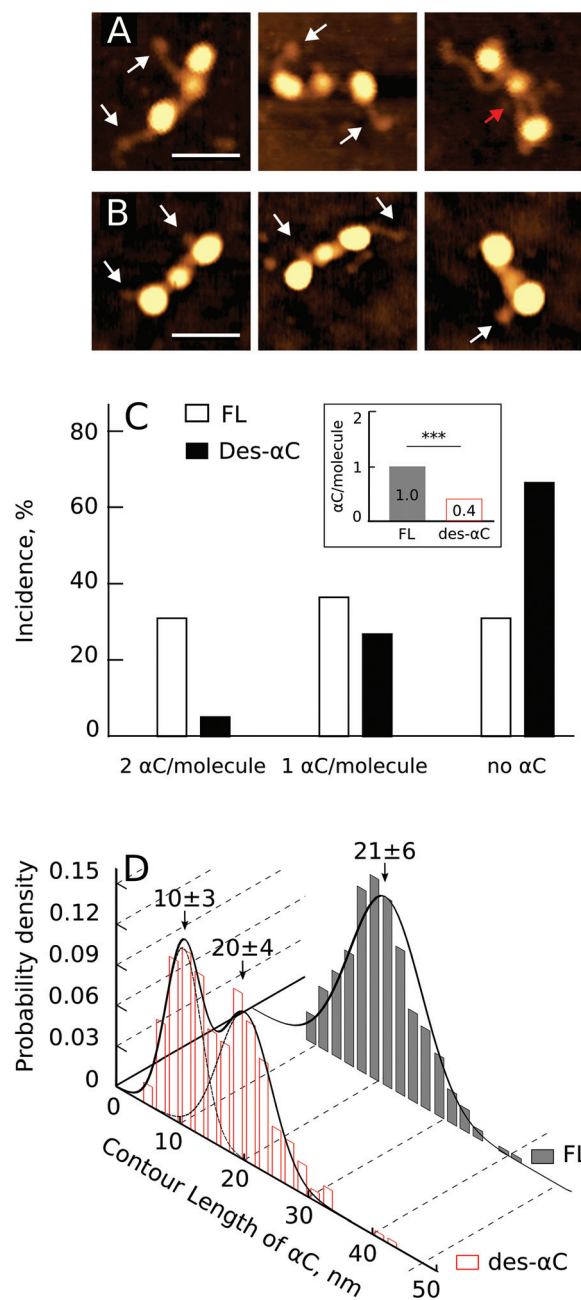 A
B
C
FL
Des-αC
Incidence, %
80
60
40
20
0
2 αC/molecule
1 αC/molecule
no αC
αC/molecule
2
1
0
***
1.0
0.4
FL
des-αC
D
Probability density
0.15
0.12
0.09
0.06
0.03
0
10±3
20±4
21±6
0
10
20
30
40
50
Contour Length of αC, nm
FL
des-αC